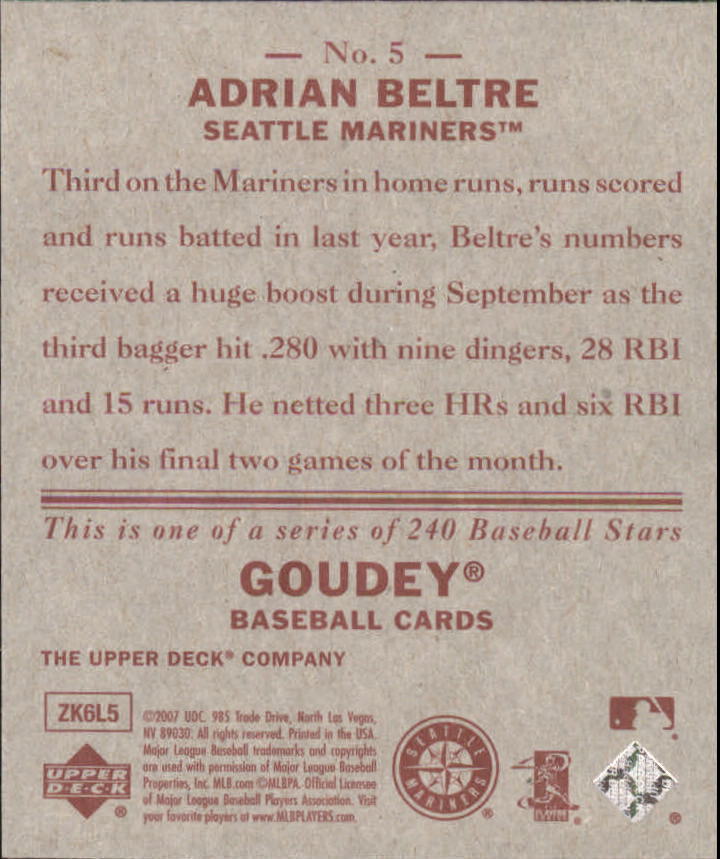 — No. 5 —
ADRIAN BELTRE
SEATTLE MARINERS™
Third on the Mariners in home runs, runs scored
and runs batted in last year, Beltre's numbers
received a huge boost during September as the
third bagger hit .280 with nine dingers, 28 RBI
and 15 runs. He netted three HRs and six RBI
over his final two games of the month.
This is one of a series of 240 Baseball Stars
GOUDEY®
BASEBALL CARDS
THE UPPER DECK® COMPANY
ZK6L5
©2007 UDC. 985 Trade Drive, North Las Vegas,
NV 89030. All rights reserved. Printed in the USA.
Major League Baseball trademarks and copyrights
are used with permission of Major League Baseball
Properties, Inc. MLB.com ©MLBPA. Official Licensee
of Major League Baseball Players Association. Visit
your favorite players at www.MLBPLAYERS.com.
UPPER
D·E·C·K
®
SEATTLE
MARINERS
®
®
®